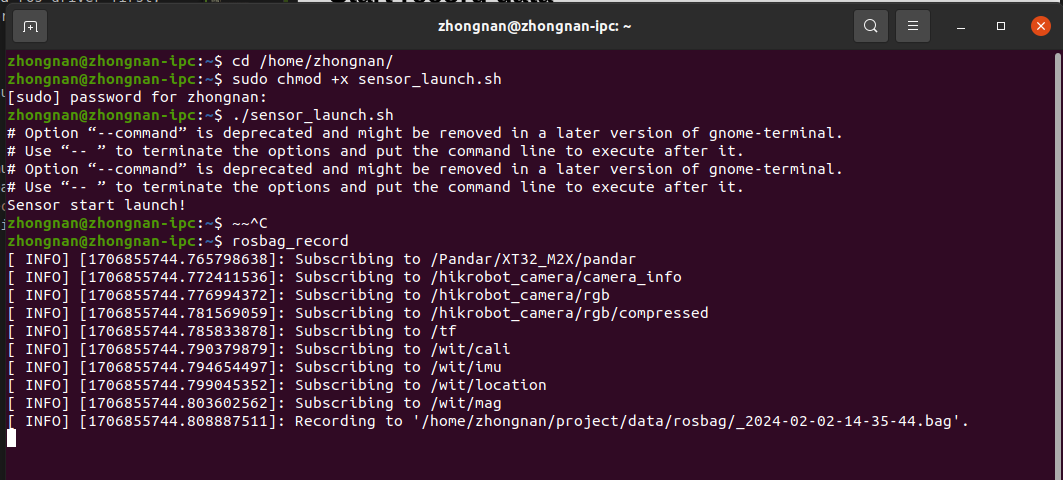 zhongnan@zhongnan-ipc: ~
zhongnan@zhongnan-ipc:~$ cd /home/zhongnan/
zhongnan@zhongnan-ipc:~$ sudo chmod +x sensor_launch.sh
[sudo] password for zhongnan:
zhongnan@zhongnan-ipc:~$ ./sensor_launch.sh
# Option “--command” is deprecated and might be removed in a later version of gnome-terminal.
# Use “-- ” to terminate the options and put the command line to execute after it.
# Option “--command” is deprecated and might be removed in a later version of gnome-terminal.
# Use “-- ” to terminate the options and put the command line to execute after it.
Sensor start launch!
zhongnan@zhongnan-ipc:~$ ~~^C
zhongnan@zhongnan-ipc:~$ rosbag_record
[ INFO] [1706855744.765798638]: Subscribing to /Pandar/XT32_M2X/pandar
[ INFO] [1706855744.772411536]: Subscribing to /hikrobot_camera/camera_info
[ INFO] [1706855744.776994372]: Subscribing to /hikrobot_camera/rgb
[ INFO] [1706855744.781569059]: Subscribing to /hikrobot_camera/rgb/compressed
[ INFO] [1706855744.785833878]: Subscribing to /tf
[ INFO] [1706855744.790379879]: Subscribing to /wit/cali
[ INFO] [1706855744.794654497]: Subscribing to /wit/imu
[ INFO] [1706855744.799045352]: Subscribing to /wit/location
[ INFO] [1706855744.803602562]: Subscribing to /wit/mag
[ INFO] [1706855744.808887511]: Recording to '/home/zhongnan/project/data/rosbag/_2024-02-02-14-35-44.bag'.